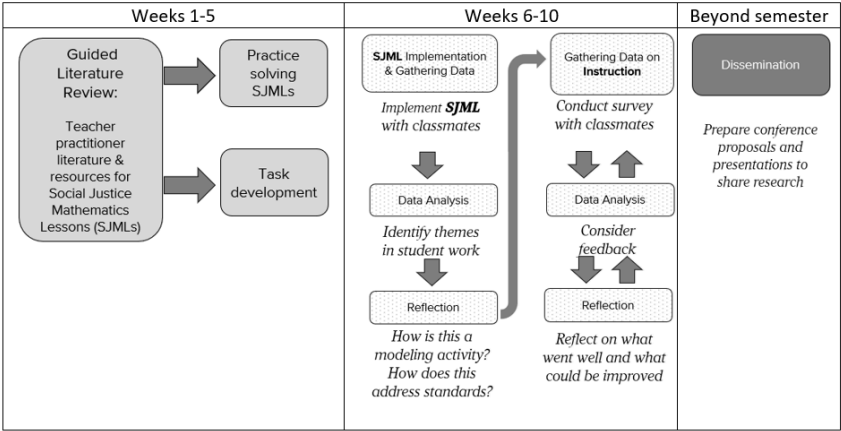 Weeks 1-5
Guided
Literature
Review:
Teacher
practitioner
literature &
resources for
Social Justice
Mathematics
Lessons (SJMLs)
Practice
solving
SJMLs
Task
development
Weeks 6-10
SJML Implementation
& Gathering Data
Implement SJML
with classmates
Data Analysis
Identify themes
in student work
Reflection
How is this a
modeling activity?
How does this
address standards?
Gathering Data on
Instruction
Conduct survey
with classmates
Data Analysis
Consider
feedback
Reflection
Reflect on what
went well and what
could be improved
Beyond semester
Dissemination
Prepare conference
proposals and
presentations to
share research